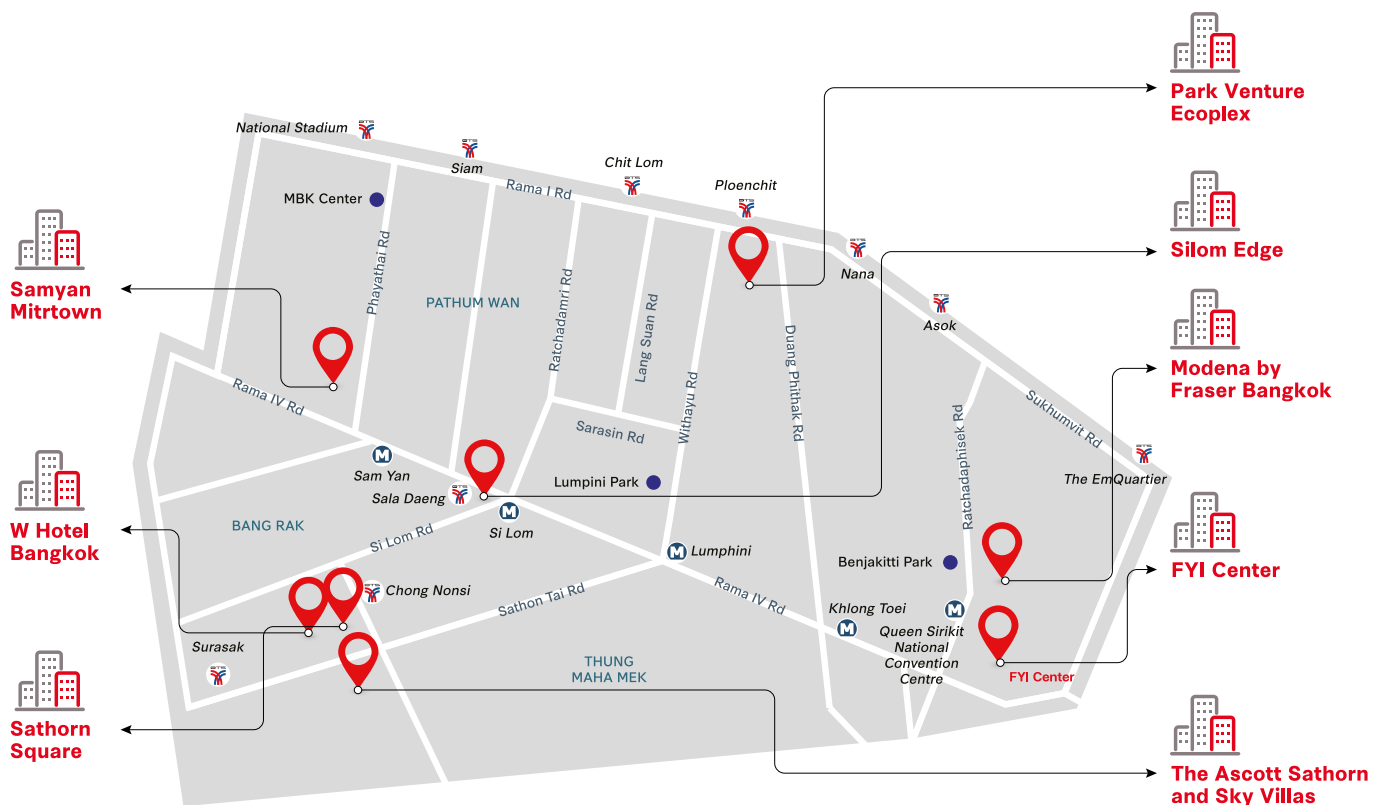 Park Venture
Ecoplex
National Stadium
Siam
Chit Lom
Ploenchit
Rama I Rd
MBK Center
Nana
Silom Edge
Samyan
Mitrtown
Phayathai Rd
PATHUM WAN
Ratchadamri Rd
Lang Suan Rd
Withayu Rd
Duang Phithak Rd
Asok
Sukhumvit Rd
Modena by
Fraser Bangkok
Rama IV Rd
Sarasin Rd
Ratchadaphisek Rd
M
Sam Yan
Sala Daeng
Lumpini Park
The EmQuartier
W Hotel
Bangkok
BANG RAK
Si Lom Rd
M
Si Lom
M
Lumphini
Benjakitti Park
FYI Center
Chong Nonsi
Sathon Tai Rd
Rama IV Rd
Khlong Toei
M
M
Queen Sirikit
National
Convention
Centre
Surasak
THUNG
MAHA MEK
FYI Center
Sathorn
Square
The Ascott Sathorn
and Sky Villas